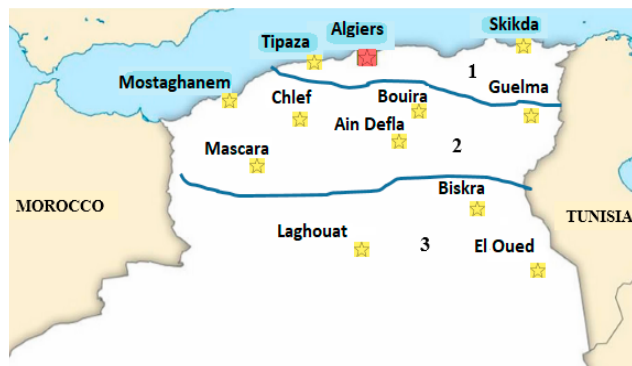 Skikda
Algiers
Tipaza
1
Mostaghanem
Chlef
Bouira
Guelma
Ain Defla
2
Mascara
Biskra
MOROCCO
TUNISIA
Laghouat
3
El Oued